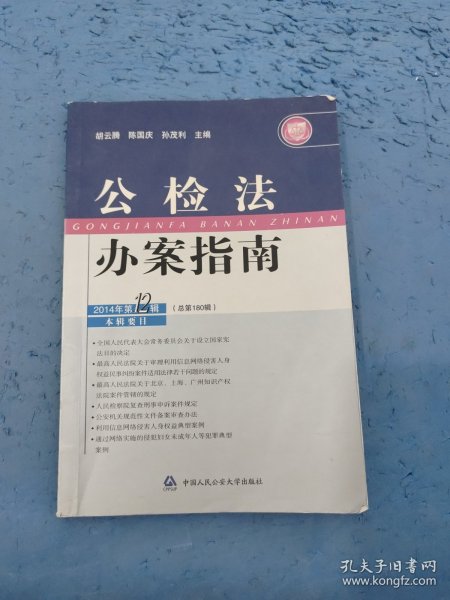 胡云腾 陈国庆 孙茂利 主编
公检法
GONGJIANFA BANAN ZHINAN
办案指南
2014年第12辑 (总第180辑)
本辑要目
·全国人民代表大会常务委员会关于设立国家宪
法日的决定
·最高人民法院关于审理利用信息网络侵害人身
权益民事纠纷案件适用法律若干问题的规定
·最高人民法院关于北京、上海、广州知识产权
法院案件管辖的规定
·人民检察院复查刑事申诉案件规定
·公安机关规范性文件备案审查办法
·利用信息网络侵害人身权益典型案例
·通过网络实施的侵犯妇女未成年人等犯罪典型
案例
CPPSUP
中国人民公安大学出版社
孔夫子旧书网
www.kongfz.com